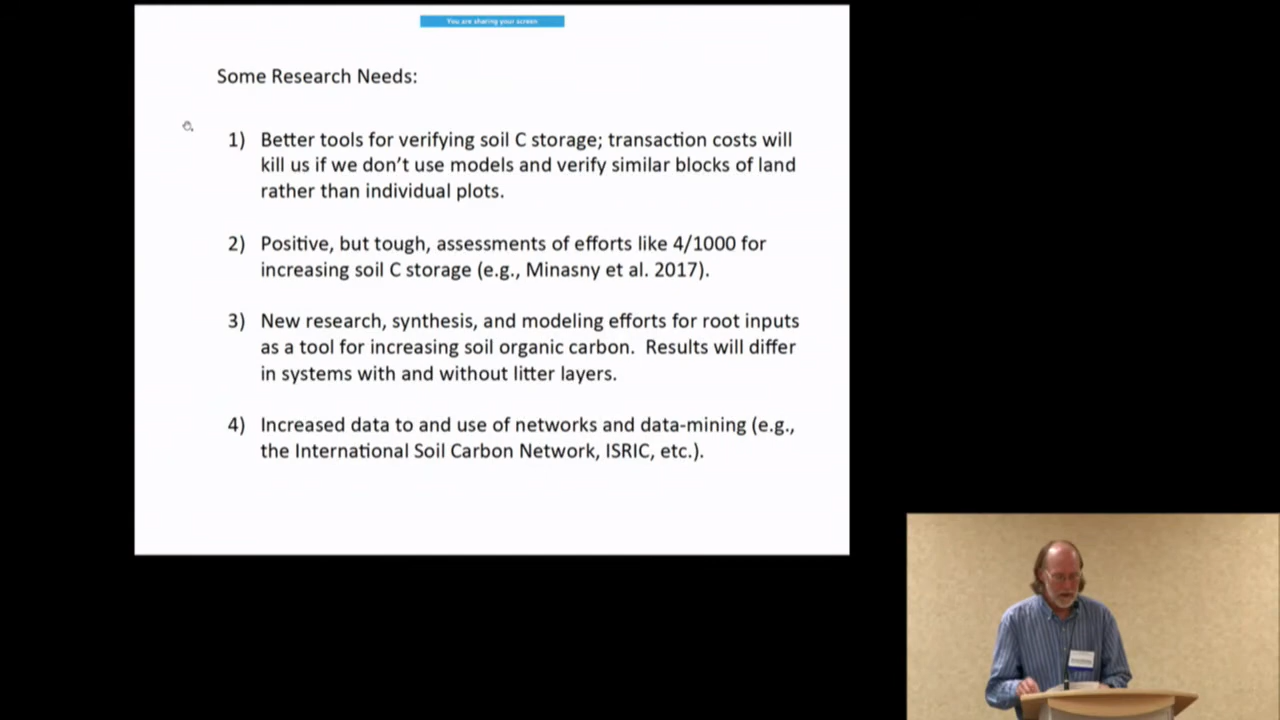 You are sharing your screen
Some Research Needs:
1) Better tools for verifying soil C storage; transaction costs will
kill us if we don't use models and verify similar blocks of land
rather than individual plots.
2) Positive, but tough, assessments of efforts like 4/1000 for
increasing soil C storage (e.g., Minasny et al. 2017).
3) New research, synthesis, and modeling efforts for root inputs
as a tool for increasing soil organic carbon. Results will differ
in systems with and without litter layers.
4) Increased data to and use of networks and data-mining (e.g.,
the International Soil Carbon Network, ISRIC, etc.).